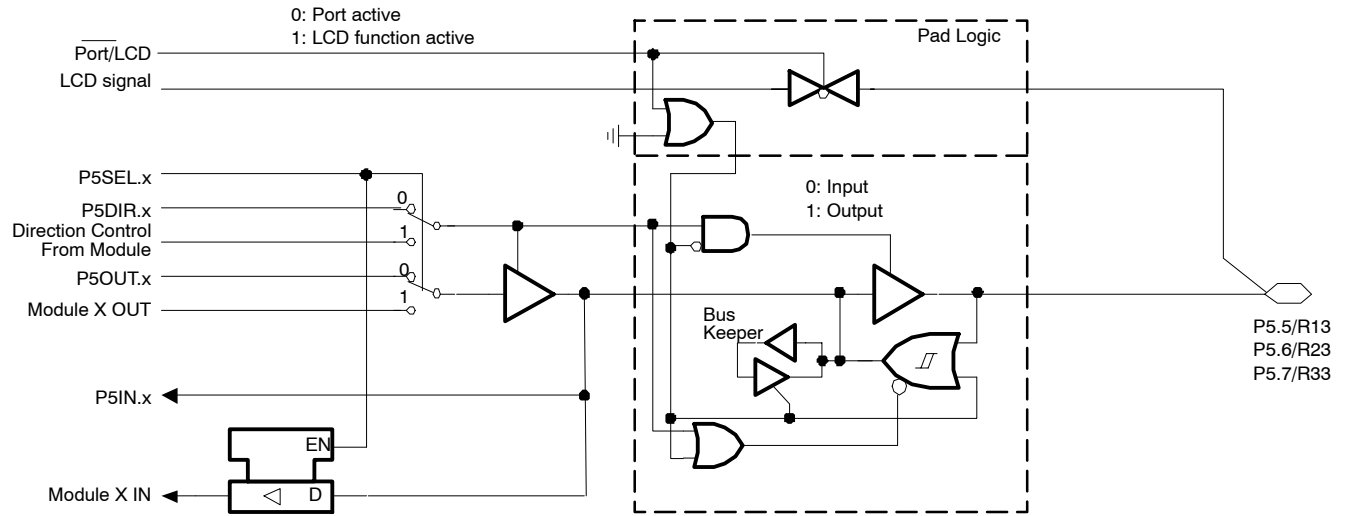 0: Port active
1: LCD function active
Port/LCD
LCD signal
Pad Logic
P5SEL.x
0
P5DIR.x
Direction Control
From Module
1
P5OUT.x
0
Module X OUT
1
0: Input
1: Output
Bus
Keeper
P5.5/R13
P5.6/R23
P5.7/R33
P5IN.x
EN
Module X IN
D